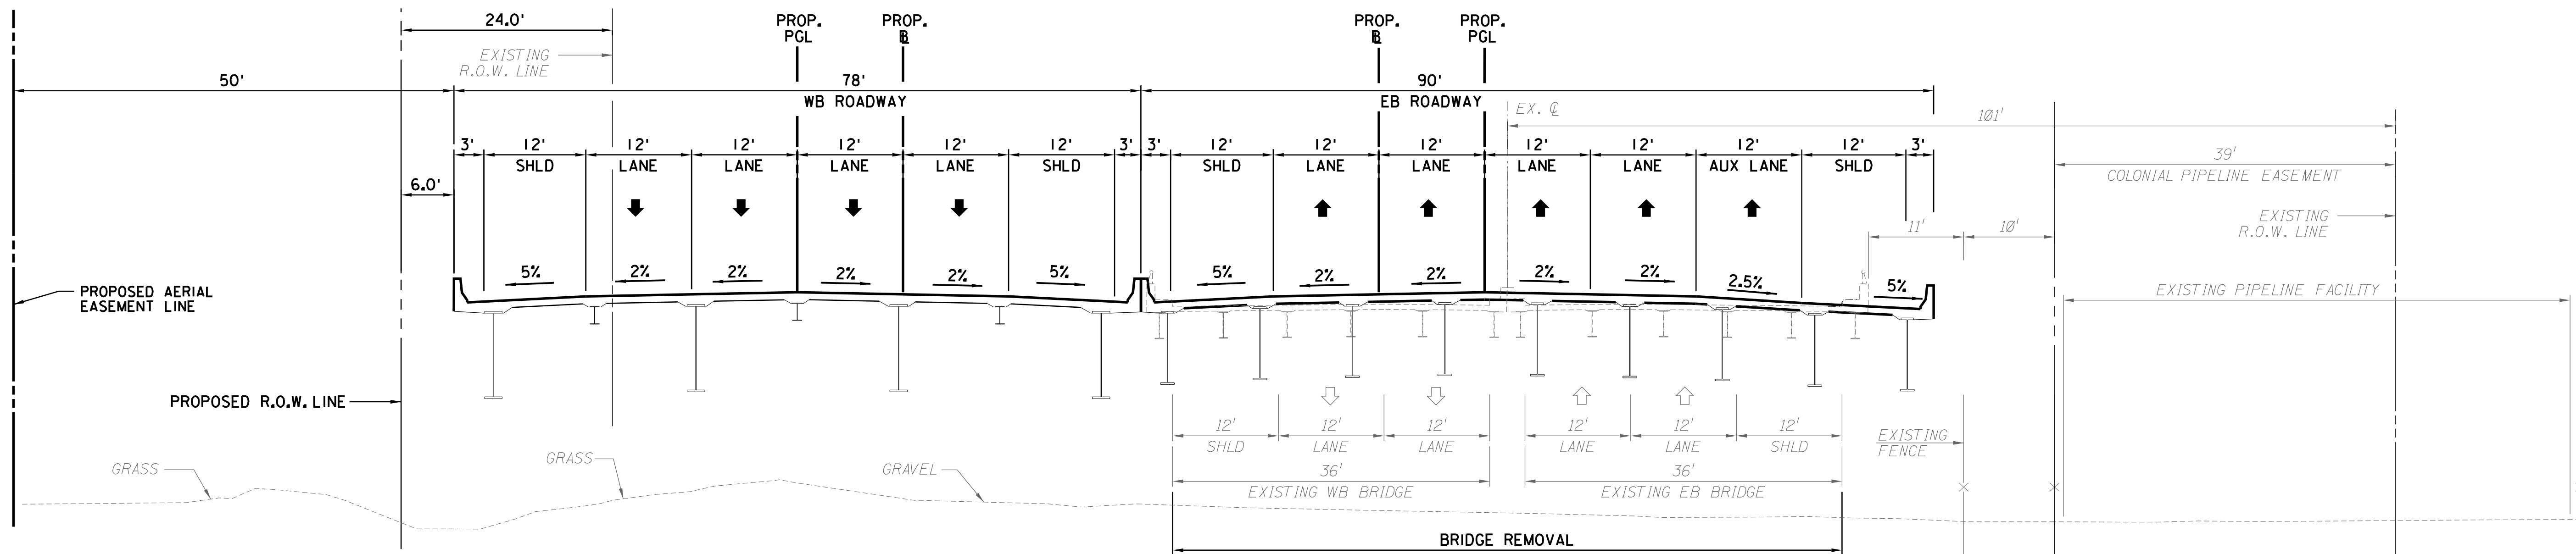 24.0'
PROP.
PGL
PROP.
B
PROP.
B
PROP.
PGL
EXISTING
R.O.W. LINE
50'
78'
WB ROADWAY
90'
EB ROADWAY
EX. ℄
101'
3'
12'
SHLD
12'
LANE
12'
LANE
12'
LANE
12'
LANE
12'
SHLD
3'
3'
12'
SHLD
12'
LANE
12'
LANE
12'
LANE
12'
LANE
12'
AUX LANE
12'
SHLD
3'
39'
COLONIAL PIPELINE EASEMENT
6.0'
EXISTING
R.O.W. LINE
11'
10'
5%
2%
2%
2%
2%
5%
5%
2%
2%
2%
2%
2.5%
5%
PROPOSED AERIAL
EASEMENT LINE
EXISTING PIPELINE FACILITY
PROPOSED R.O.W. LINE
12'
SHLD
12'
LANE
12'
LANE
12'
LANE
12'
LANE
12'
SHLD
EXISTING
FENCE
GRASS
GRASS
GRAVEL
36'
EXISTING WB BRIDGE
36'
EXISTING EB BRIDGE
BRIDGE REMOVAL